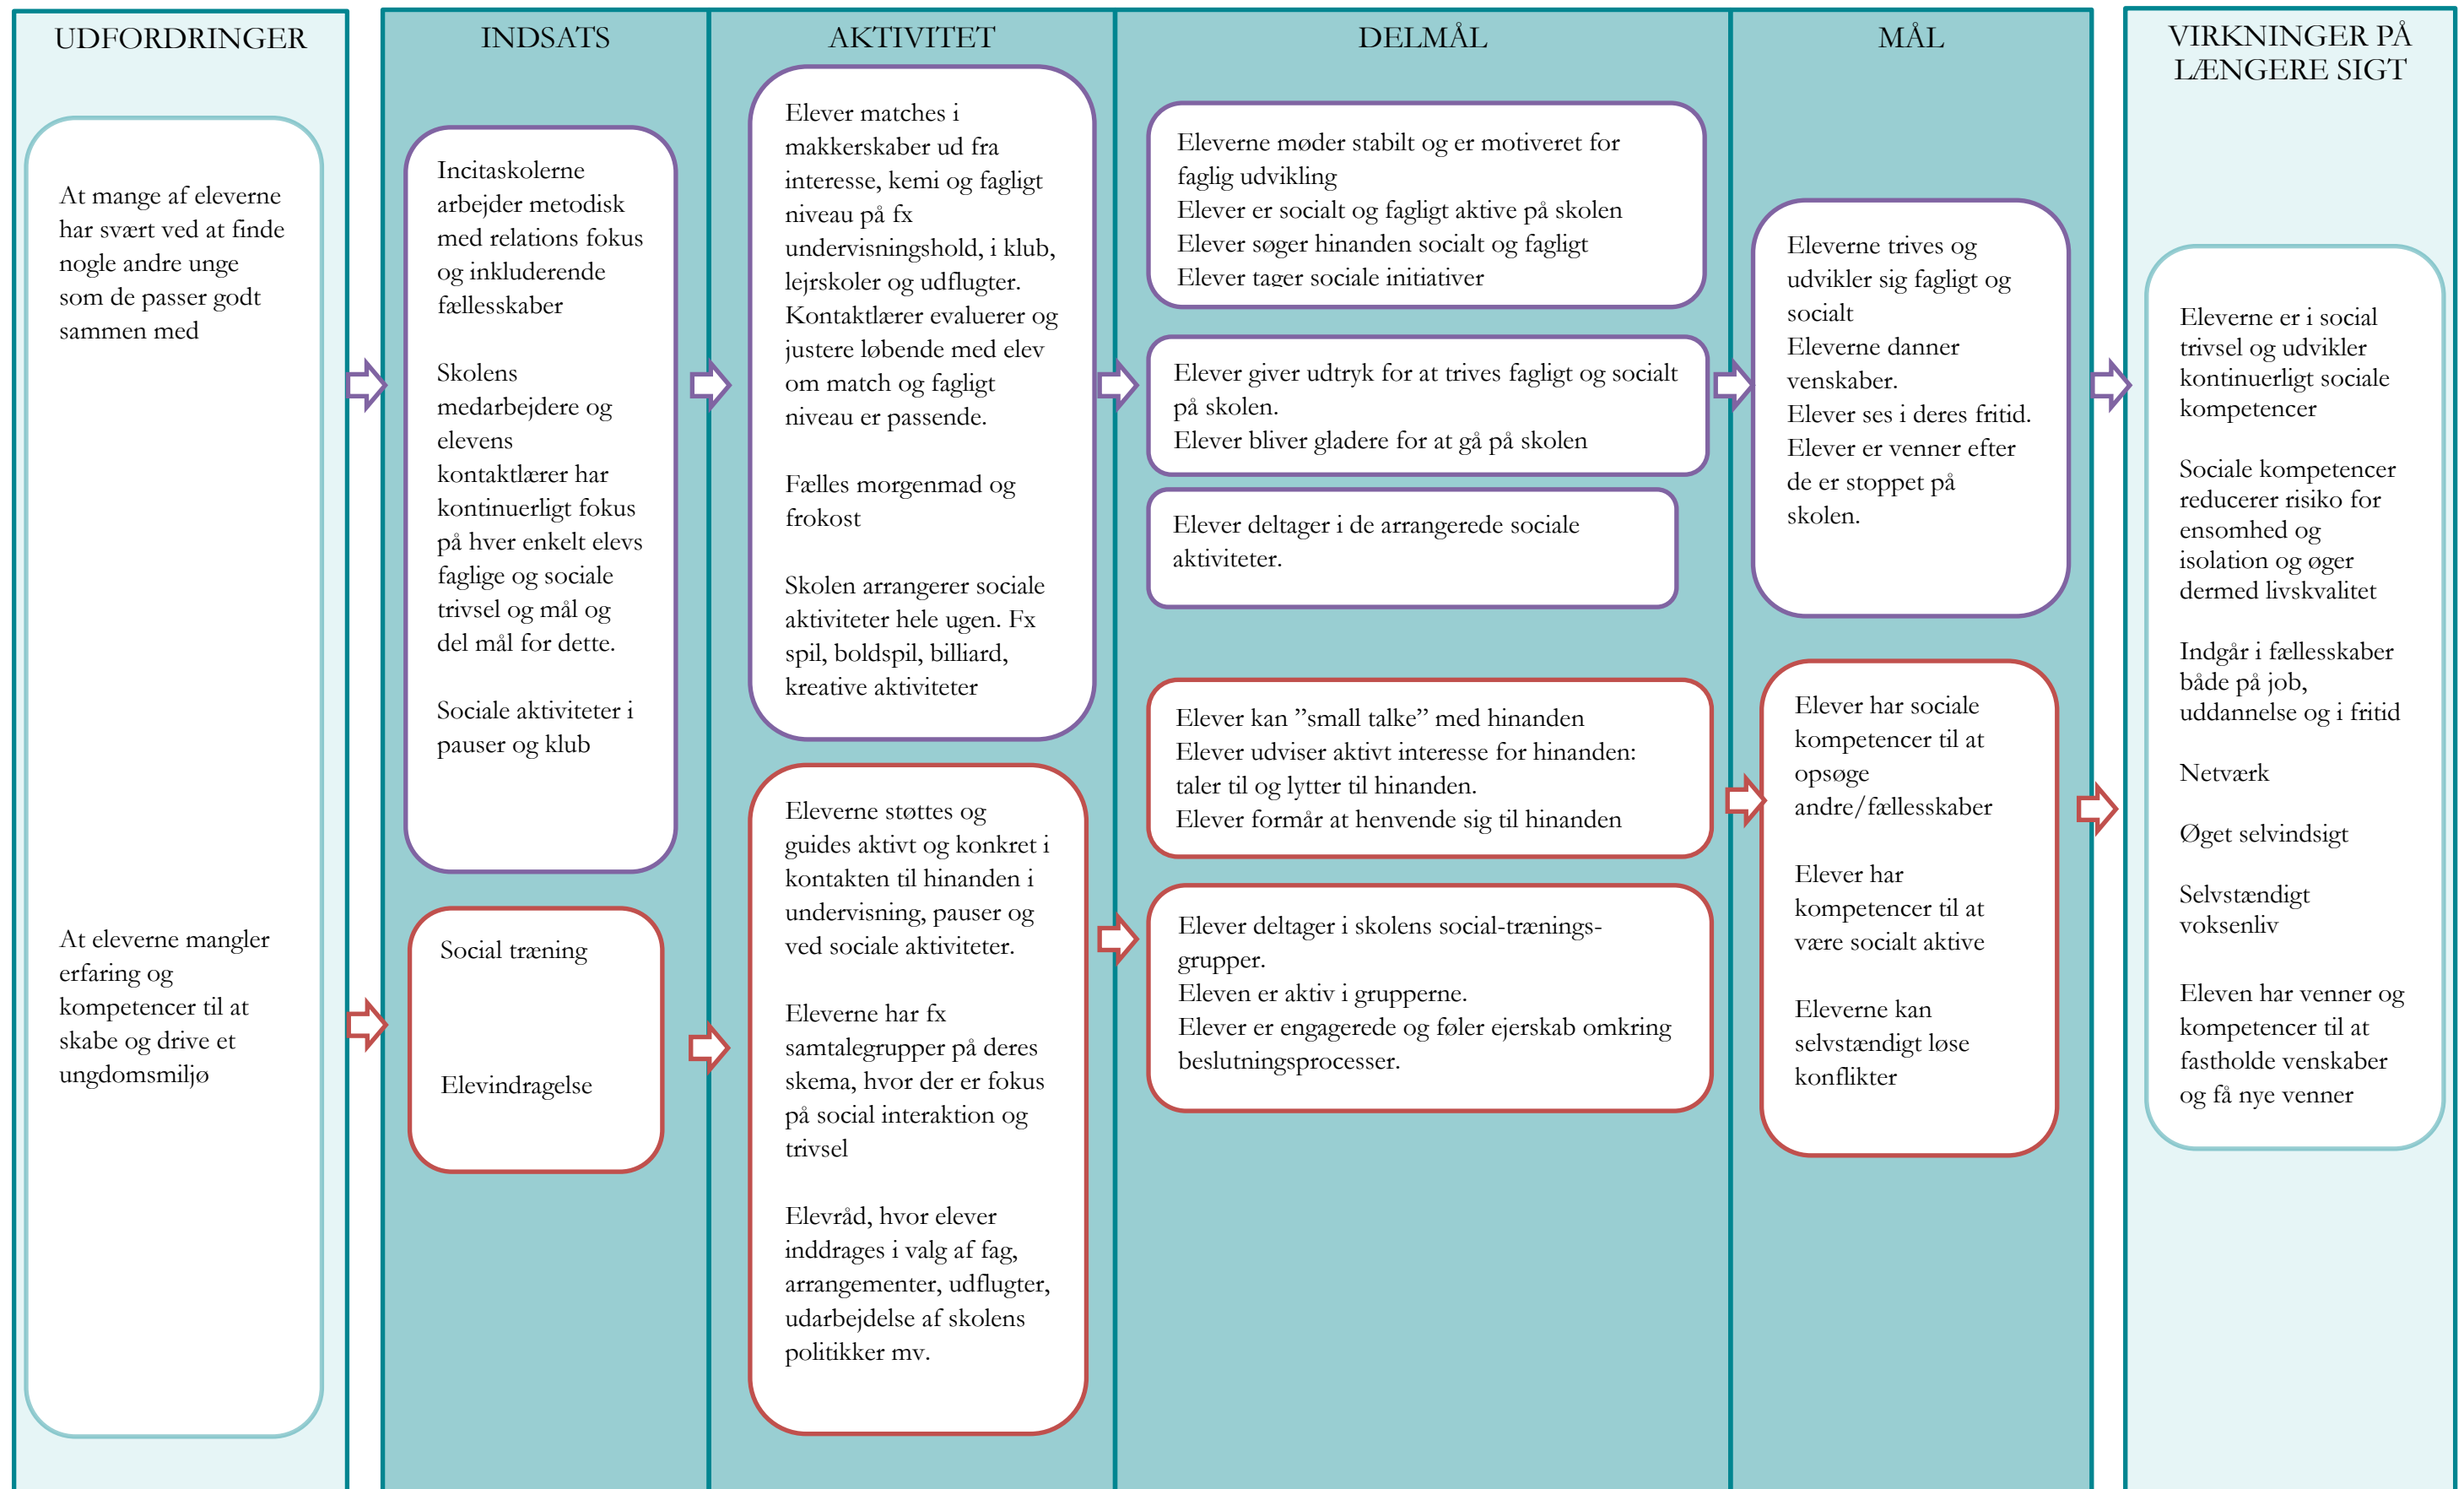 UDFORDRINGER
At mange af eleverne
har svært ved at finde
nogle andre unge
som de passer godt
sammen med
At eleverne mangler
erfaring og
kompetencer til at
skabe og drive et
ungdomsmiljø
INDSATS
Incitaskolerne
arbejder metodisk
med relations fokus
og inkluderende
fællesskaber
Skolens
medarbejdere og
elevens
kontaktlærer har
kontinuerligt fokus
på hver enkelt elevs
faglige og sociale
trivsel og mål og
del mål for dette.
Sociale aktiviteter i
pauser og klub
Social træning
Elevindragelse
AKTIVITET
Elever matches i
makkerskaber ud fra
interesse, kemi og fagligt
niveau på fx
undervisningshold, i klub,
lejrskoler og udflugter.
Kontaktlærer evaluerer og
justere løbende med elev
om match og fagligt
niveau er passende.
Fælles morgenmad og
frokost
Skolen arrangerer sociale
aktiviteter hele ugen. Fx
spil, boldspil, billiard,
kreative aktiviteter
Eleverne støttes og
guides aktivt og konkret i
kontakten til hinanden i
undervisning, pauser og
ved sociale aktiviteter.
Eleverne har fx
samtalegrupper på deres
skema, hvor der er fokus
på social interaktion og
trivsel
Elevråd, hvor elever
inddrages i valg af fag,
arrangementer, udflugter,
udarbejdelse af skolens
politikker mv.
DELMÅL
Eleverne møder stabilt og er motiveret for
faglig udvikling
Elever er socialt og fagligt aktive på skolen
Elever søger hinanden socialt og fagligt
Elever tager sociale initiativer
Elever giver udtryk for at trives fagligt og socialt
på skolen.
Elever bliver gladere for at gå på skolen
Elever deltager i de arrangerede sociale
aktiviteter.
Elever kan ”small talke” med hinanden
Elever udviser aktivt interesse for hinanden:
taler til og lytter til hinanden.
Elever formår at henvende sig til hinanden
Elever deltager i skolens social-trænings-
grupper.
Eleven er aktiv i grupperne.
Elever er engagerede og føler ejerskab omkring
beslutningsprocesser.
MÅL
Eleverne trives og
udvikler sig fagligt og
socialt
Eleverne danner
venskaber.
Elever ses i deres fritid.
Elever er venner efter
de er stoppet på
skolen.
Elever har sociale
kompetencer til at
opsøge
andre/fællesskaber
Elever har
kompetencer til at
være socialt aktive
Eleverne kan
selvstændigt løse
konflikter
VIRKNINGER PÅ
LÆNGERE SIGT
Eleverne er i social
trivsel og udvikler
kontinuerligt sociale
kompetencer
Sociale kompetencer
reducerer risiko for
ensomhed og
isolation og øger
dermed livskvalitet
Indgår i fællesskaber
både på job,
uddannelse og i fritid
Netværk
Øget selvindsigt
Selvstændigt
voksenliv
Eleven har venner og
kompetencer til at
fastholde venskaber
og få nye venner